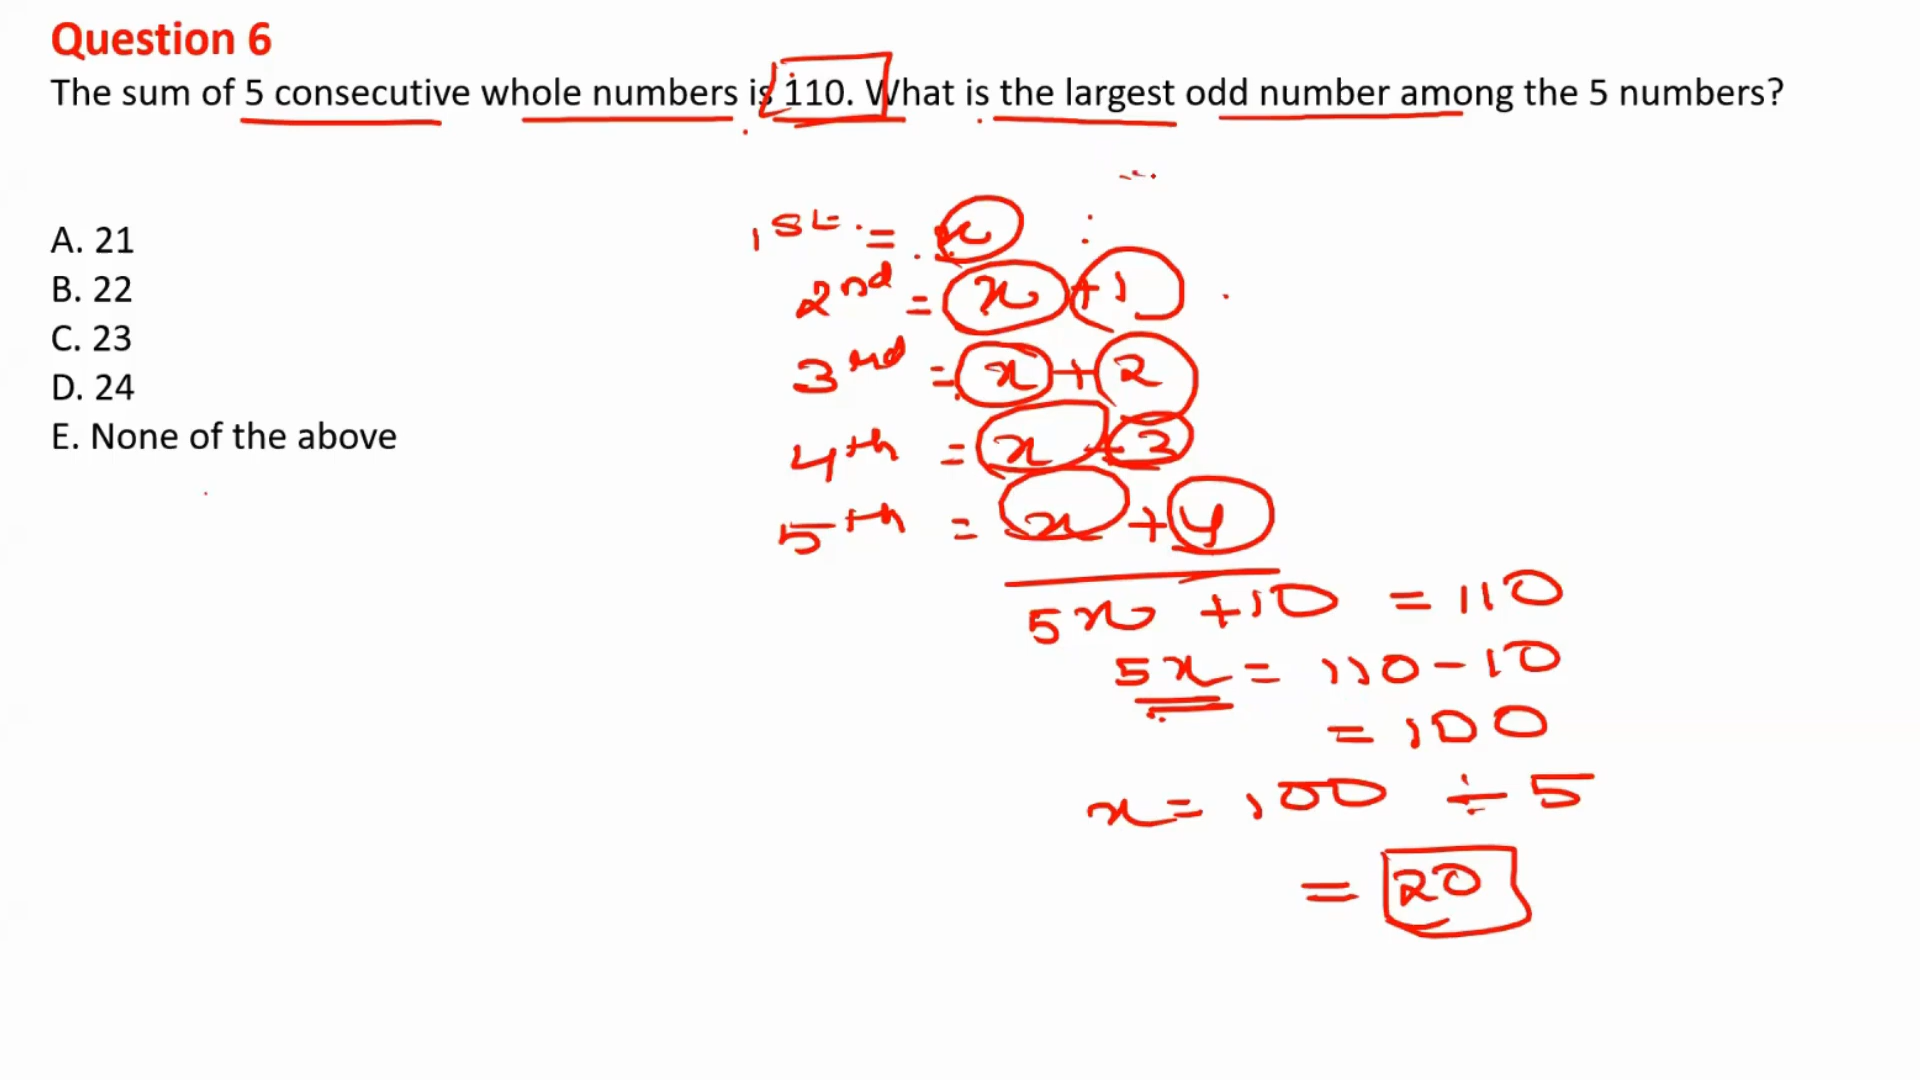 Question 6
The sum of 5 consecutive whole numbers is 110. What is the largest odd number among the 5 numbers?
A. 21
B. 22
C. 23
D. 24
E. None of the above
1st = x
2nd = x + 1
3rd = x + 2
4th = x + 3
5th = x + 4
5x + 10 = 110
5x = 110 - 10
= 100
x = 100 ÷ 5
= 20